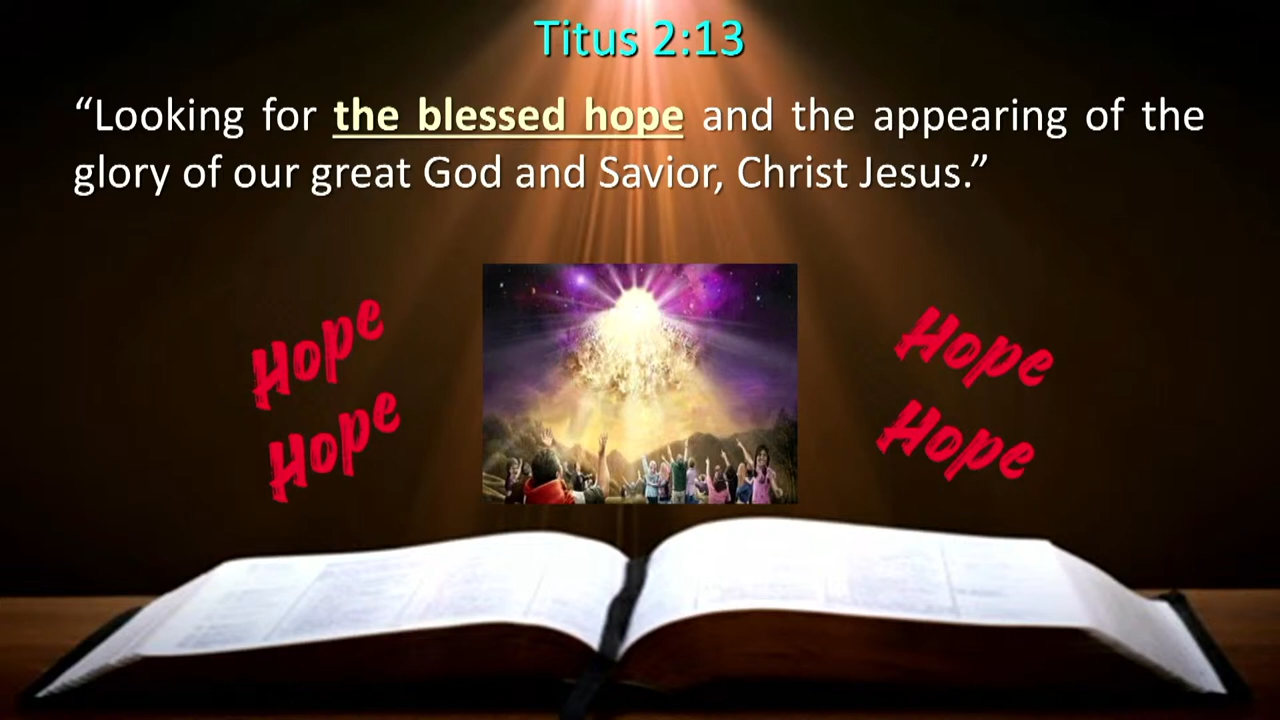 Titus 2:13
“Looking for the blessed hope and the appearing of the
glory of our great God and Savior, Christ Jesus.”
Hope
Hope
Hope
Hope